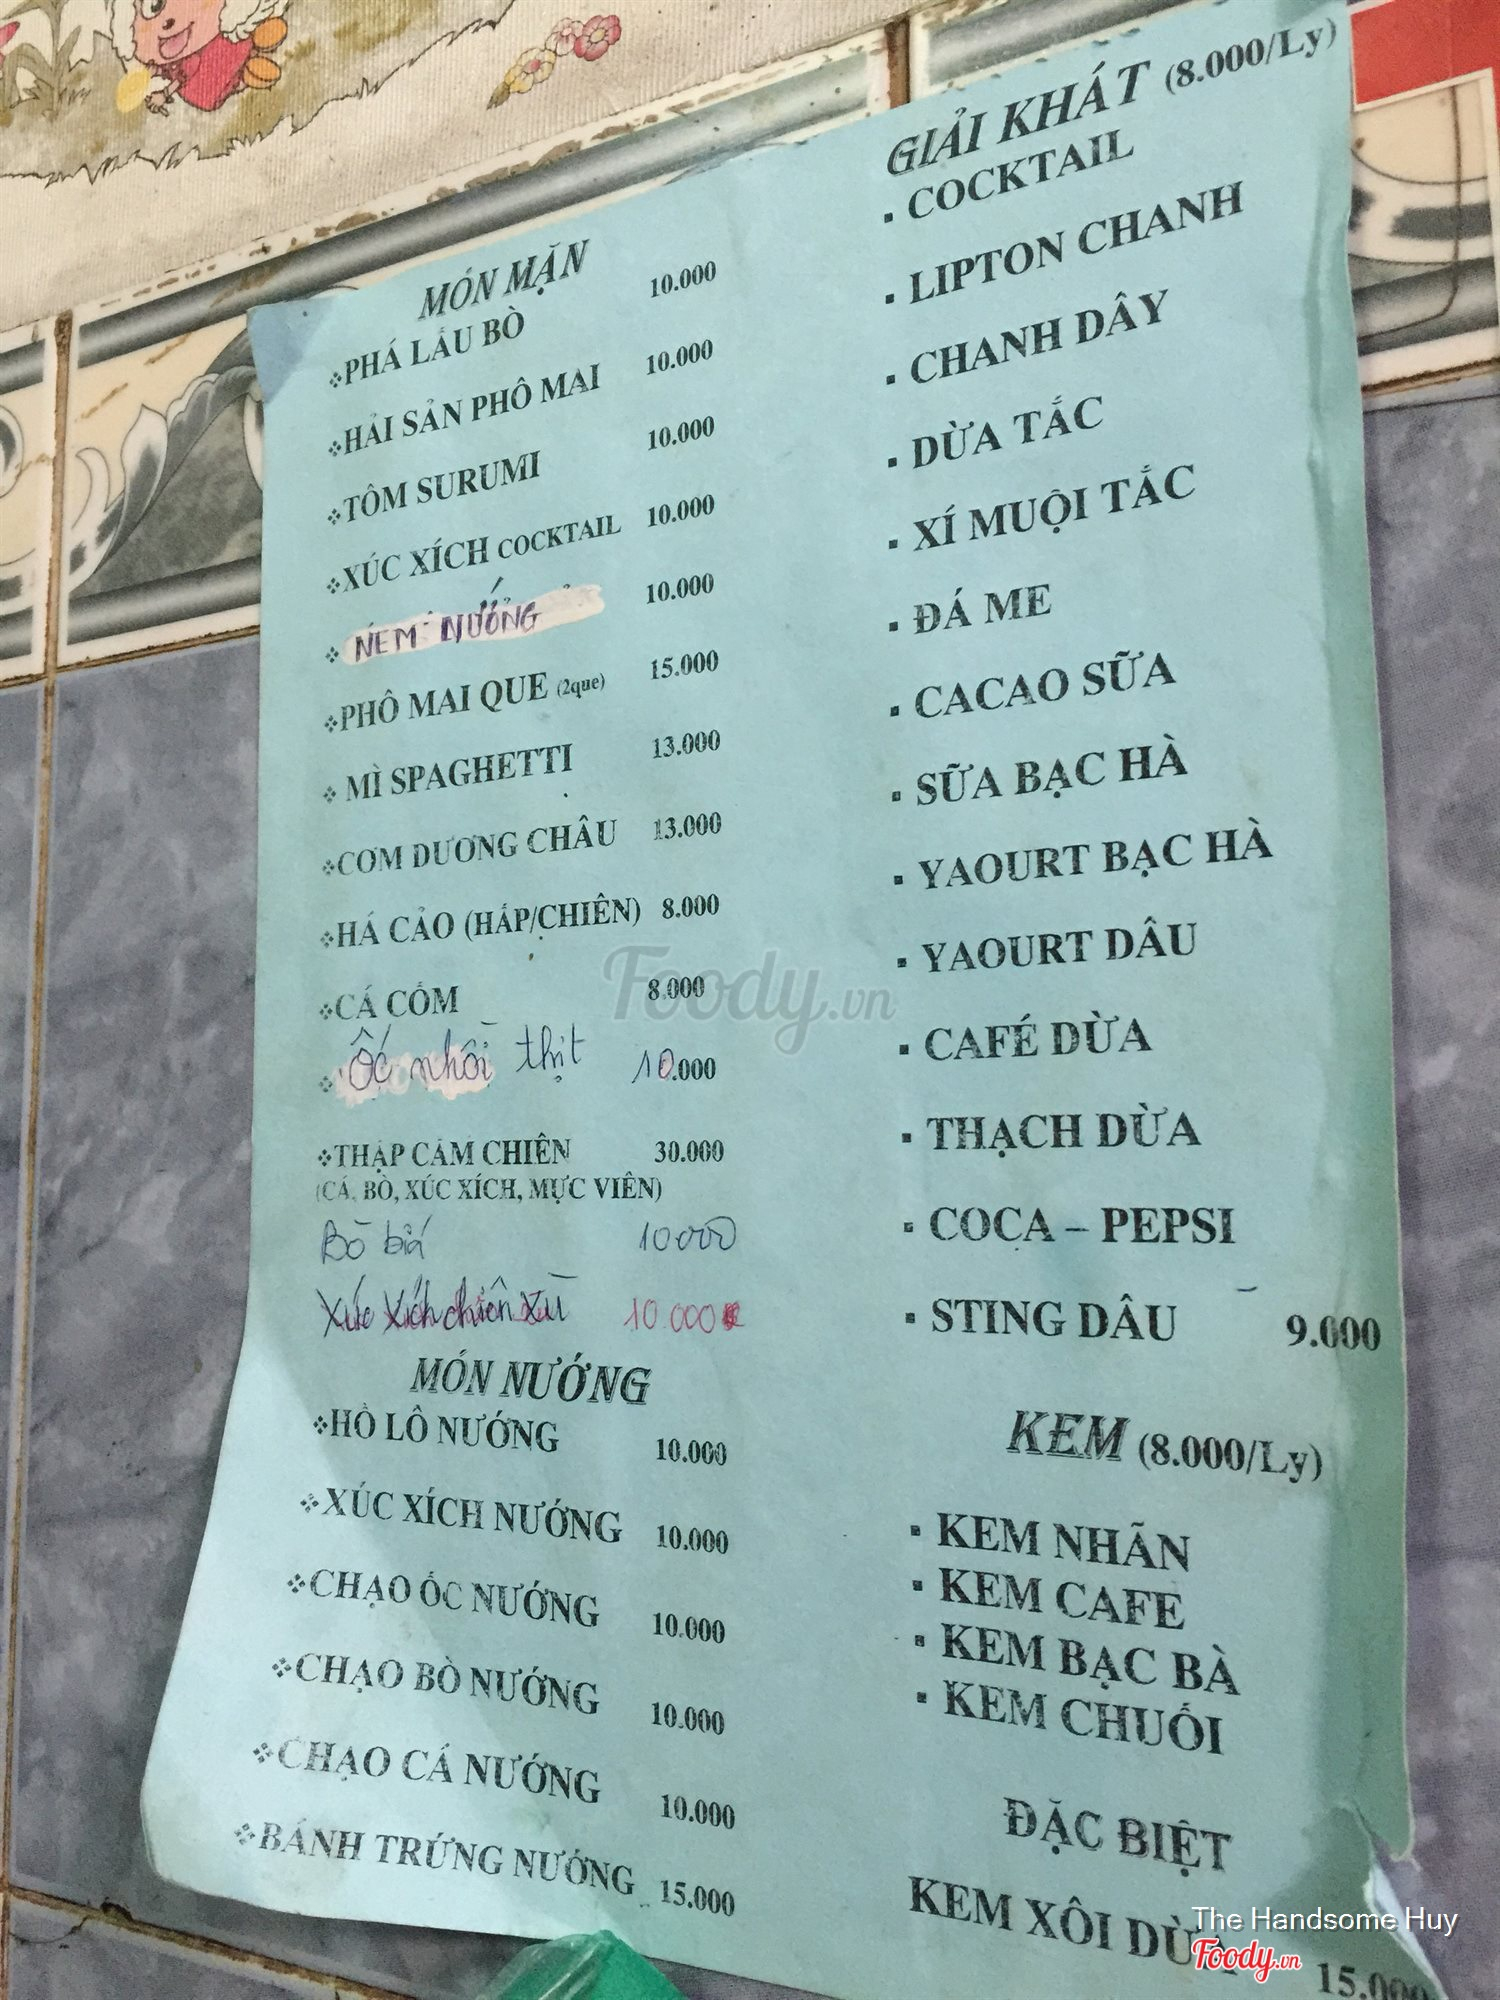 MÓN MẶN
PHÁ LẤU BÒ 10.000
HẢI SẢN PHÔ MAI 10.000
TÔM SURUMI 10.000
XÚC XÍCH COCKTAIL 10.000
NEM NƯỚNG 10.000
PHÔ MAI QUE (2que) 15.000
MÌ SPAGHETTI 13.000
CƠM DƯƠNG CHÂU 13.000
HÁ CẢO (HẤP/CHIÊN) 8.000
CÁ CỐM 8.000
Ốc nhồi thịt 10.000
THẬP CẨM CHIÊN 30.000
(CÁ, BÒ, XÚC XÍCH, MỰC VIÊN)
Bò bía 10000
Xúc Xích chiên xù 10.000
MÓN NƯỚNG
HỒ LÔ NƯỚNG 10.000
XÚC XÍCH NƯỚNG 10.000
CHẠO ỐC NƯỚNG 10.000
CHẠO BÒ NƯỚNG 10.000
CHẠO CÁ NƯỚNG 10.000
BÁNH TRỨNG NƯỚNG 15.000
GIẢI KHÁT (8.000/Ly)
COCKTAIL
LIPTON CHANH
CHANH DÂY
DỪA TẮC
XÍ MUỘI TẮC
ĐÁ ME
CACAO SỮA
SỮA BẠC HÀ
YAOURT BẠC HÀ
YAOURT DÂU
CAFÉ DỪA
THẠCH DỪA
COCA – PEPSI
STING DÂU 9.000
KEM (8.000/Ly)
KEM NHÃN
KEM CAFE
KEM BẠC BÀ
KEM CHUỐI
ĐẶC BIỆT
KEM XÔI DỪA 15.000
Foody.vn
The Handsome Huy
Foody.vn